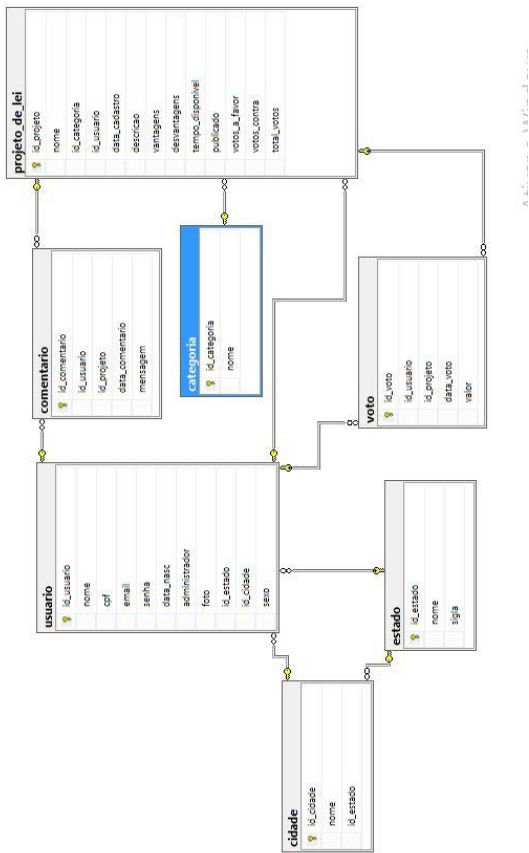 projeto_de_lei
id_projeto
nome
id_categoria
id_usuario
data_cadastro
descricao
vantagens
desvantagens
tempo_disponivel
publicado
votos_a_favor
votos_contra
total_votos
comentario
id_comentario
id_usuario
id_projeto
data_comentario
mensagem
categoria
id_categoria
nome
voto
id_voto
id_usuario
id_projeto
data_voto
valor
usuario
id_usuario
nome
cpf
email
senha
data_nasc
administrador
foto
id_estado
id_cidade
sexo
estado
id_estado
nome
sigla
cidade
id_cidade
nome
id_estado